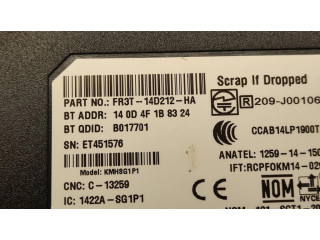 Scrap If Dropped
PART NO: FR3T-14D212-HA
BT ADDR: 14 0D 4F 1B 83 24
R 209-J00106
BT QDID: B017701
SN: ET451576
CCAB14LP1900T
Model: KMHSG1P1
ANATEL: 1259-14-150
IFT:RCPFOKM14-029
CNC: C-13259
NOM
NYCE
IC: 1422A-SG1P1